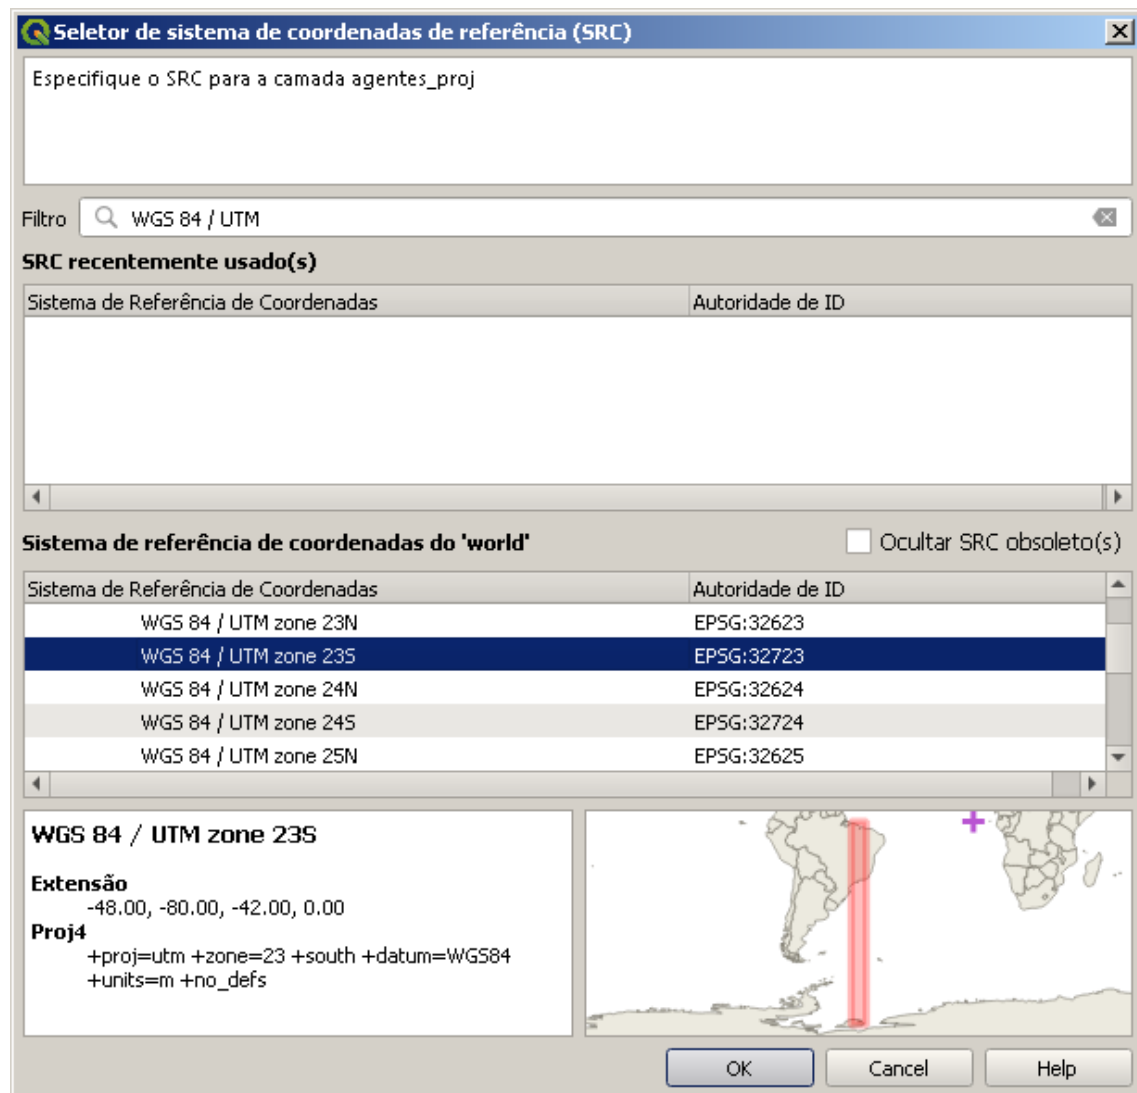 Seletor de sistema de coordenadas de referência (SRC)
Especifique o SRC para a camada agentes_proj
Filtro WGS 84 / UTM
SRC recentemente usado(s)
Sistema de Referência de Coordenadas Autoridade de ID
Sistema de referência de coordenadas do 'world' Ocultar SRC obsoleto(s)
Sistema de Referência de Coordenadas Autoridade de ID
WGS 84 / UTM zone 23N EPSG:32623
WGS 84 / UTM zone 23S EPSG:32723
WGS 84 / UTM zone 24N EPSG:32624
WGS 84 / UTM zone 24S EPSG:32724
WGS 84 / UTM zone 25N EPSG:32625
WGS 84 / UTM zone 23S
Extensão
-48.00, -80.00, -42.00, 0.00
Proj4
+proj=utm +zone=23 +south +datum=WGS84
+units=m +no_defs
OK Cancel Help